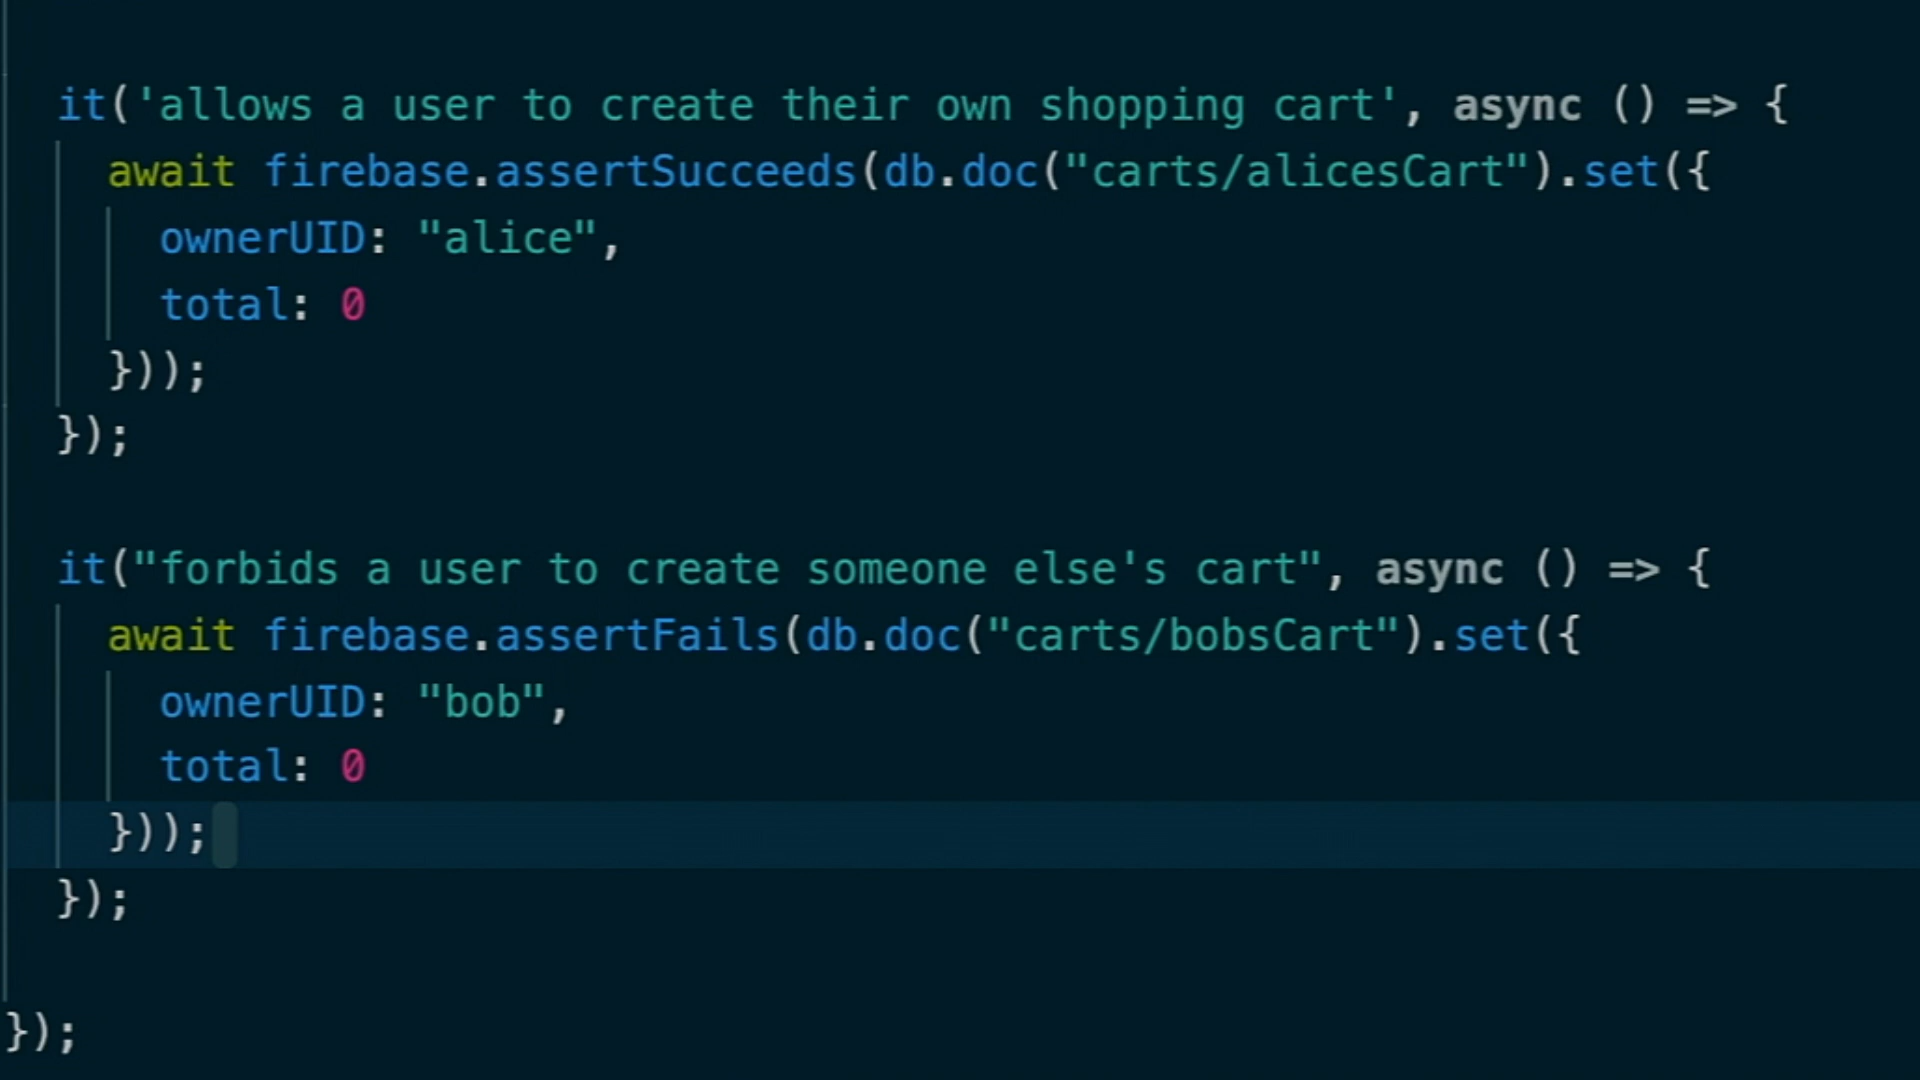 it('allows a user to create their own shopping cart', async () => {
await firebase.assertSucceeds(db.doc("carts/alicesCart").set({
ownerUID: "alice",
total: 0
}));
});
it("forbids a user to create someone else's cart", async () => {
await firebase.assertFails(db.doc("carts/bobsCart").set({
ownerUID: "bob",
total: 0
}));
});
});